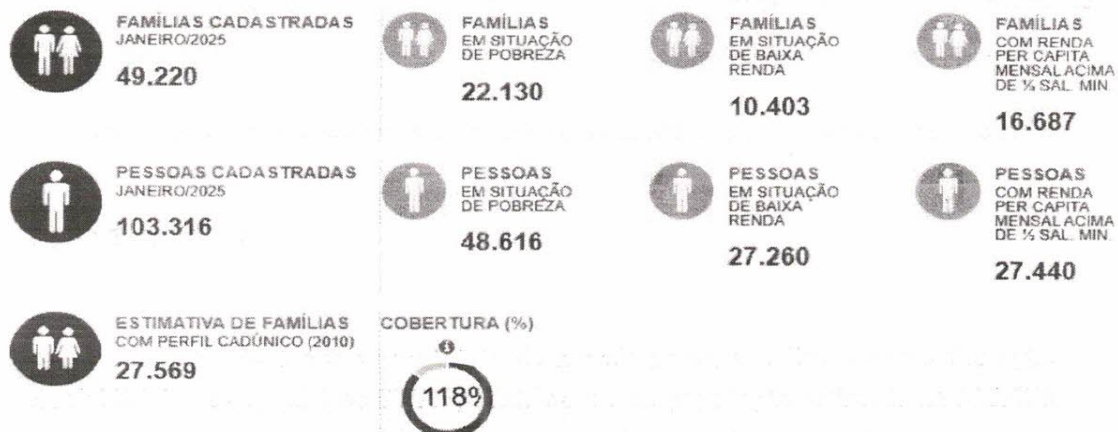 FAMÍLIAS CADASTRADAS
JANEIRO/2025
49.220
FAMÍLIAS
EM SITUAÇÃO
DE POBREZA
22.130
FAMÍLIAS
EM SITUAÇÃO
DE BAIXA
RENDA
10.403
FAMÍLIAS
COM RENDA
PER CAPITA
MENSAL ACIMA
DE ½ SAL. MIN.
16.687
PESSOAS CADASTRADAS
JANEIRO/2025
103.316
PESSOAS
EM SITUAÇÃO
DE POBREZA
48.616
PESSOAS
EM SITUAÇÃO
DE BAIXA
RENDA
27.260
PESSOAS
COM RENDA
PER CAPITA
MENSAL ACIMA
DE ½ SAL. MIN.
27.440
ESTIMATIVA DE FAMÍLIAS
COM PERFIL CADÚNICO (2010)
27.569
COBERTURA (%)
118%